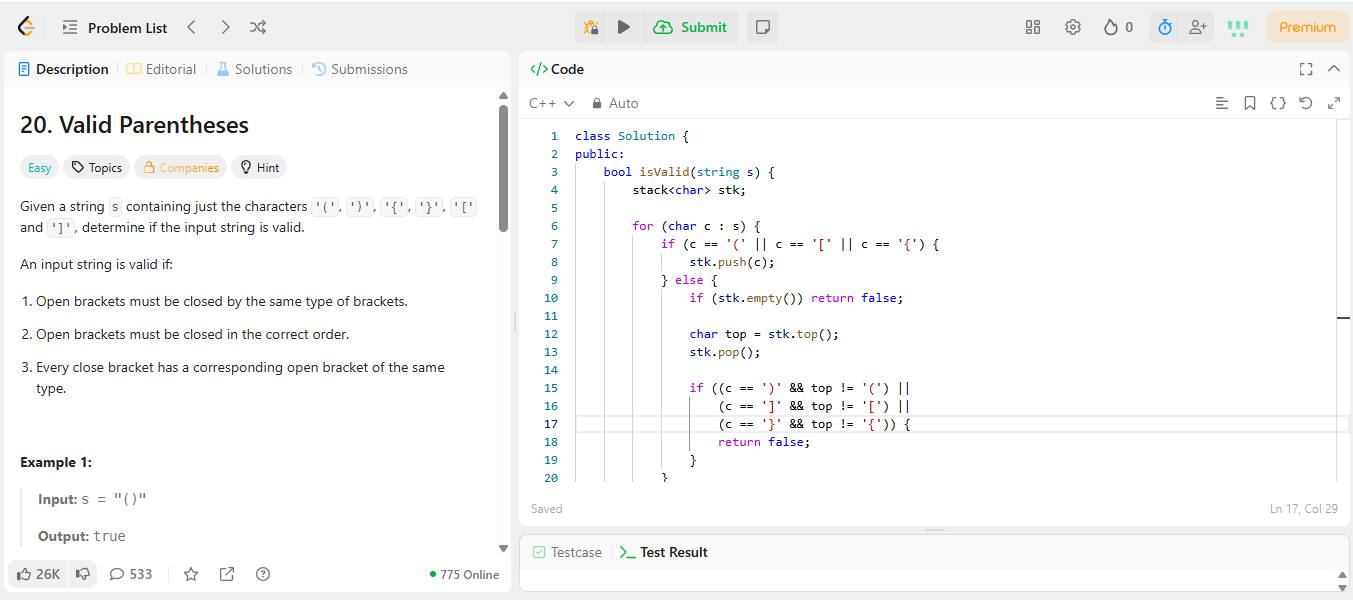 Problem List
Submit
0
Premium
Description
Editorial
Solutions
Submissions
20. Valid Parentheses
Easy
Topics
Companies
Hint
Given a string s containing just the characters '(', ')', '{', '}', '['
and ']', determine if the input string is valid.
An input string is valid if:
1. Open brackets must be closed by the same type of brackets.
2. Open brackets must be closed in the correct order.
3. Every close bracket has a corresponding open bracket of the same
type.
Example 1:
Input: s = "()"
Output: true
26K
533
775 Online
</> Code
C++
Auto
1 class Solution {
2 public:
3     bool isValid(string s) {
4         stack<char> stk;
5
6         for (char c : s) {
7             if (c == '(' || c == '[' || c == '{') {
8                 stk.push(c);
9             } else {
10                 if (stk.empty()) return false;
11
12                 char top = stk.top();
13                 stk.pop();
14
15                 if ((c == ')' && top != '(') ||
16                     (c == ']' && top != '[') ||
17                     (c == '}' && top != '{')) {
18                     return false;
19                 }
20             }
Saved
Ln 17, Col 29
Testcase
Test Result